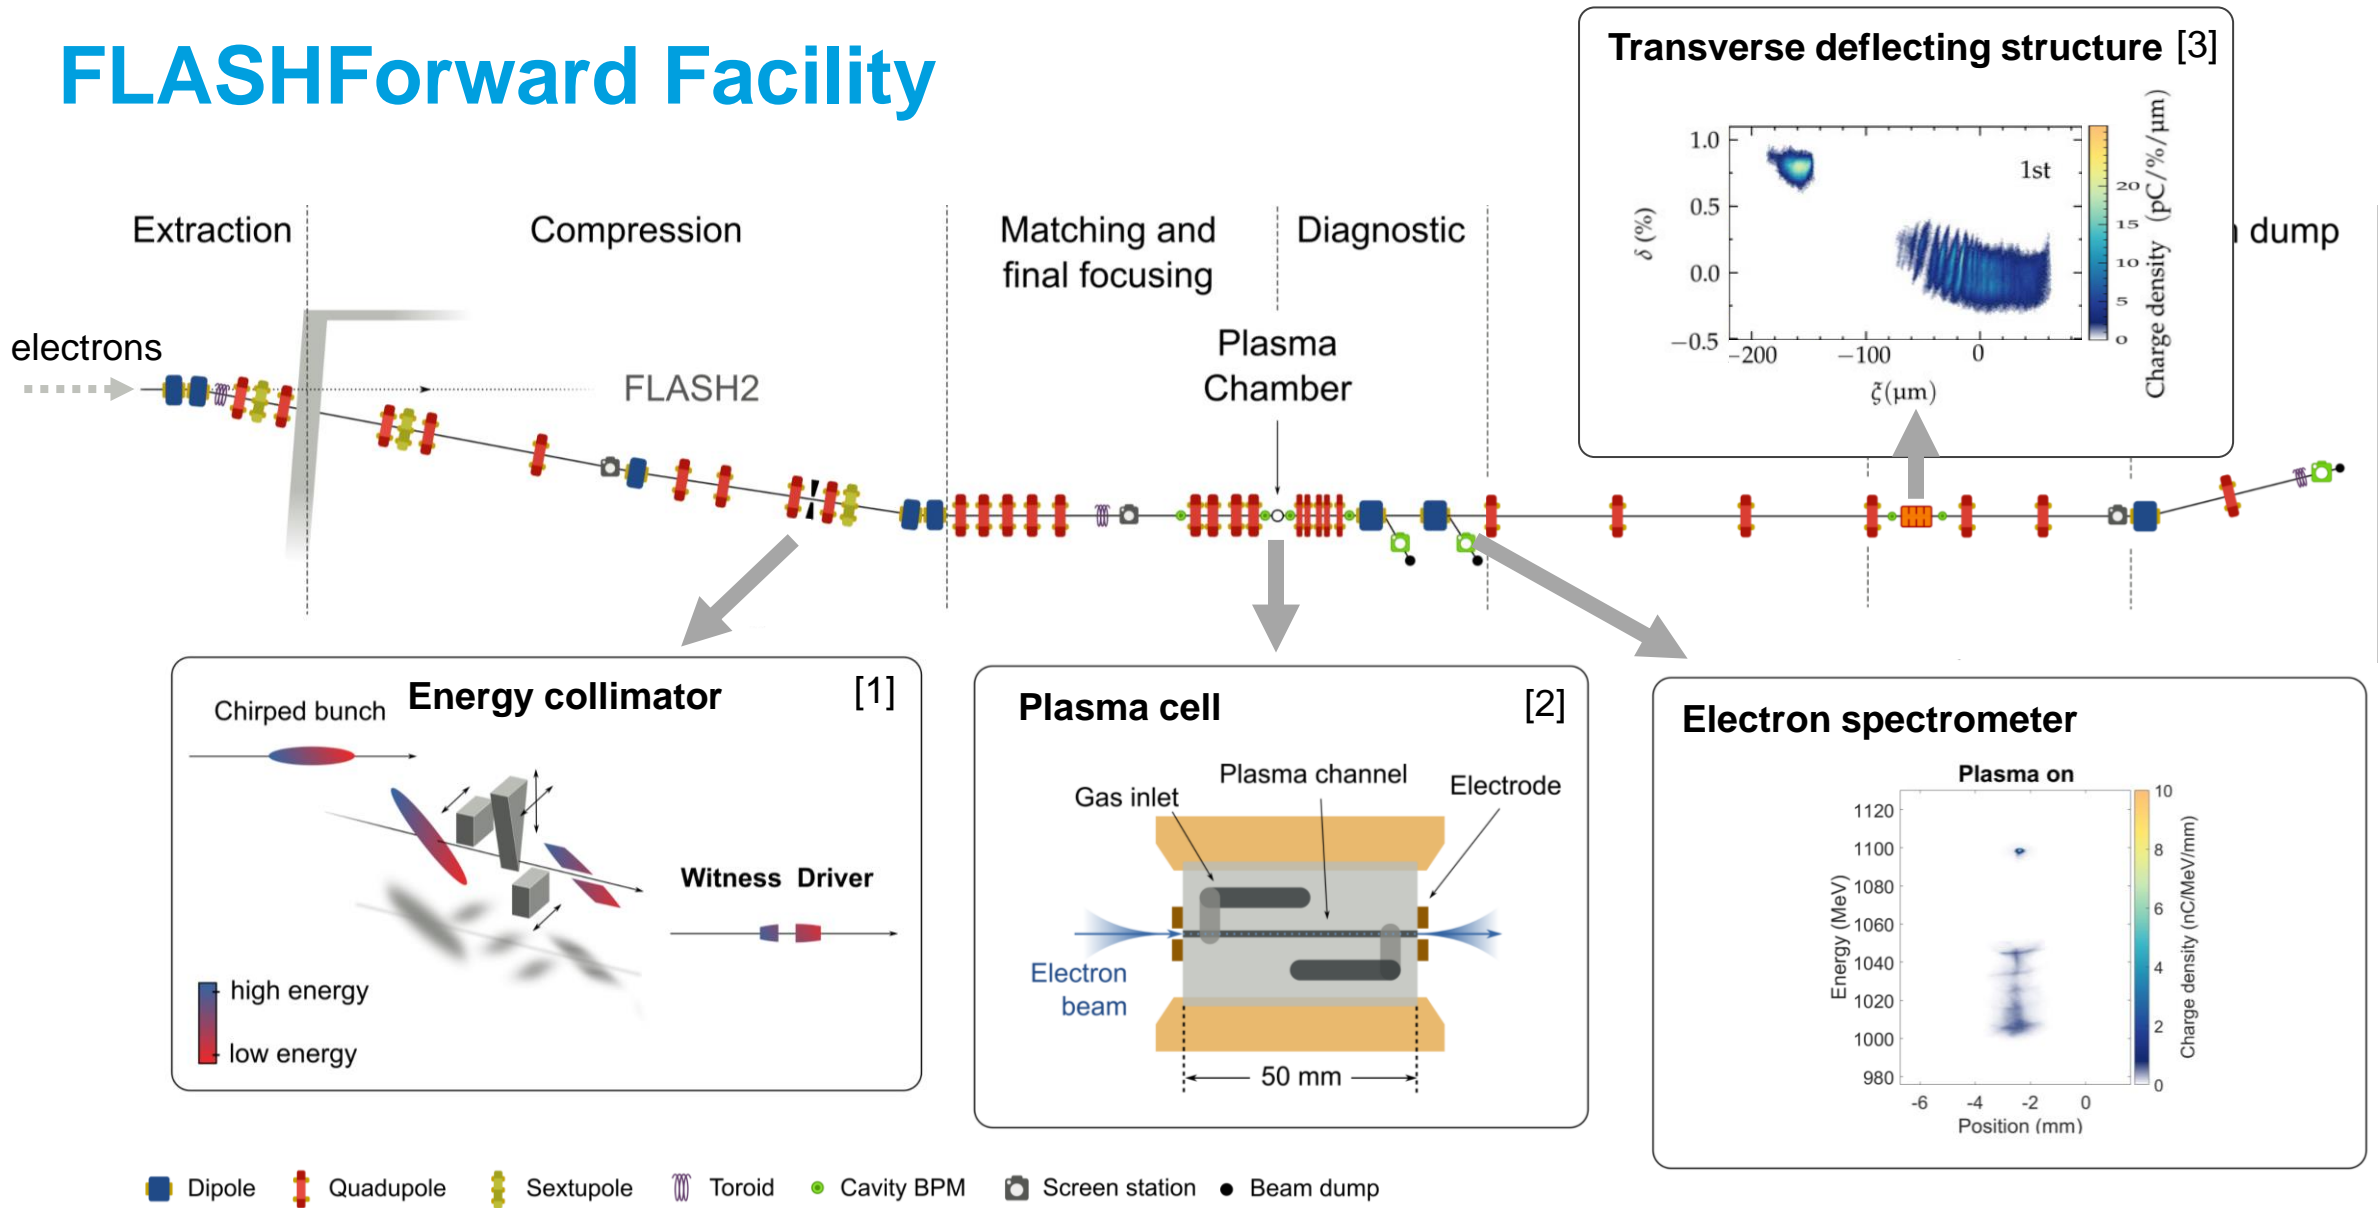 FLASHForward Facility
Transverse deflecting structure [3]
1.0
0.5
0.0
−0.5
δ (%)
−200
−100
0
ξ (µm)
1st
20
15
10
5
0
Charge density (pC/%/µm)
Extraction
Compression
Matching and
final focusing
Diagnostic
dump
electrons
FLASH2
Plasma
Chamber
Energy collimator
[1]
Chirped bunch
Witness Driver
high energy
low energy
Plasma cell
[2]
Gas inlet
Plasma channel
Electrode
Electron
beam
50 mm
Electron spectrometer
Plasma on
1120
1100
1080
1060
1040
1020
1000
980
Energy (MeV)
-6
-4
-2
0
Position (mm)
10
8
6
4
2
0
Charge density (nC/MeV/mm)
Dipole
Quadupole
Sextupole
Toroid
Cavity BPM
Screen station
Beam dump